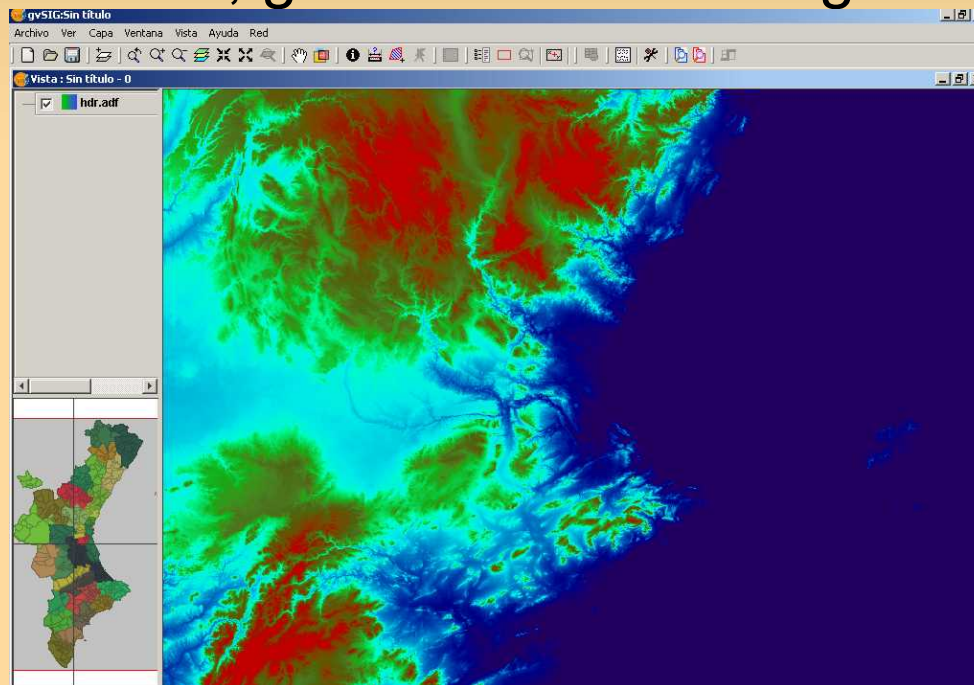 gvSIG:Sin título
Archivo Ver Capa Ventana Vista Ayuda Red
Vista : Sin título - 0
hdr.adf